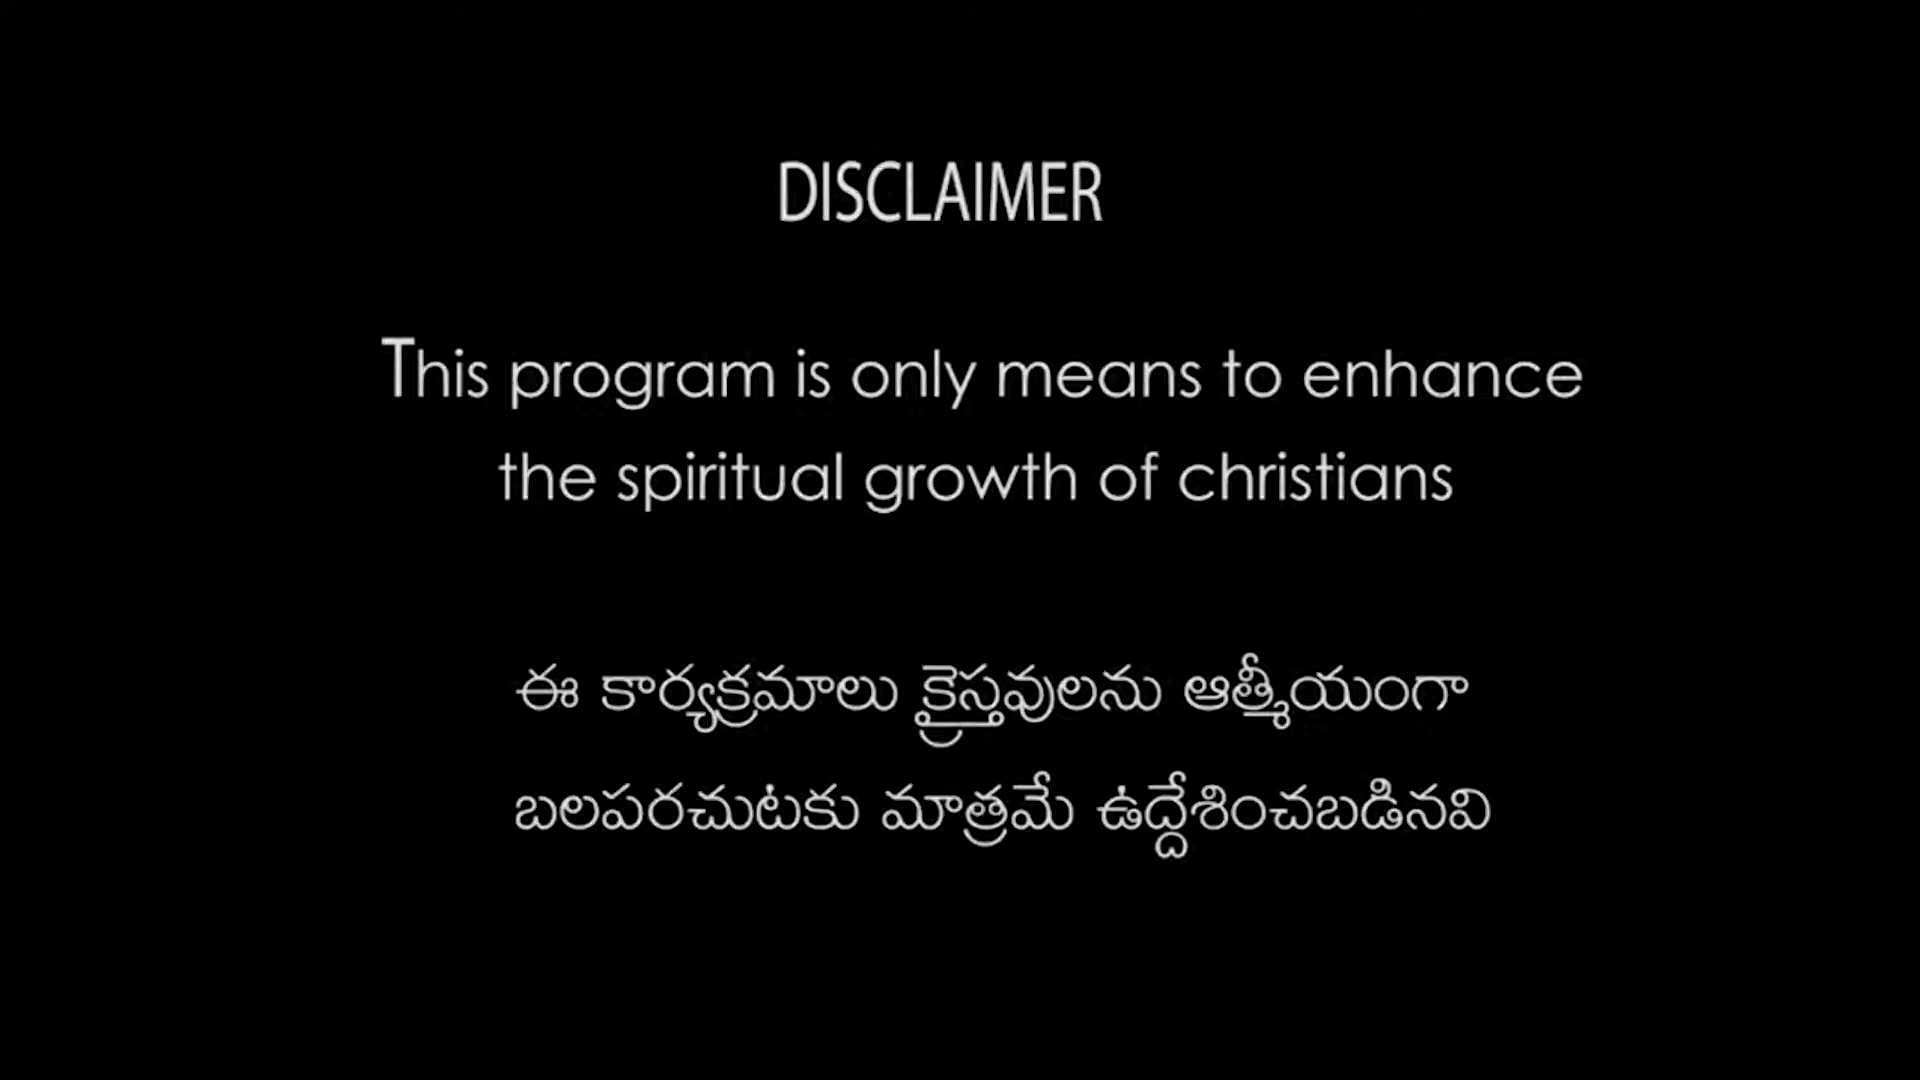 DISCLAIMER
This program is only means to enhance
the spiritual growth of christians
ఈ కార్యక్రమాలు క్రైస్తవులను ఆత్మీయంగా
బలపరచుటకు మాత్రమే ఉద్దేశించబడినవి